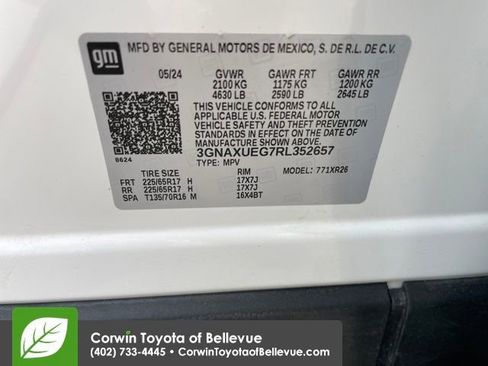 gm
MFD BY GENERAL MOTORS DE MEXICO, S. DE R.L. DE C.V.
05/24 GVWR GAWR FRT GAWR RR
2100 KG 1175 KG 1200 KG
4630 LB 2590 LB 2645 LB
THIS VEHICLE CONFORMS TO ALL
APPLICABLE U.S. FEDERAL MOTOR
VEHICLE SAFETY AND THEFT
PREVENTION STANDARDS IN EFFECT ON
THE DATE OF MANUFACTURE SHOWN ABOVE.
8624 3GNAXUEG7RL352657
TYPE: MPV MODEL: 771XR26
TIRE SIZE RIM
FRT 225/65R17 H 17X7J
RR 225/65R17 H 17X7J
SPA T135/70R16 M 16X4BT
Corwin Toyota of Bellevue
(402) 733-4445 • CorwinToyotaofBellevue.com